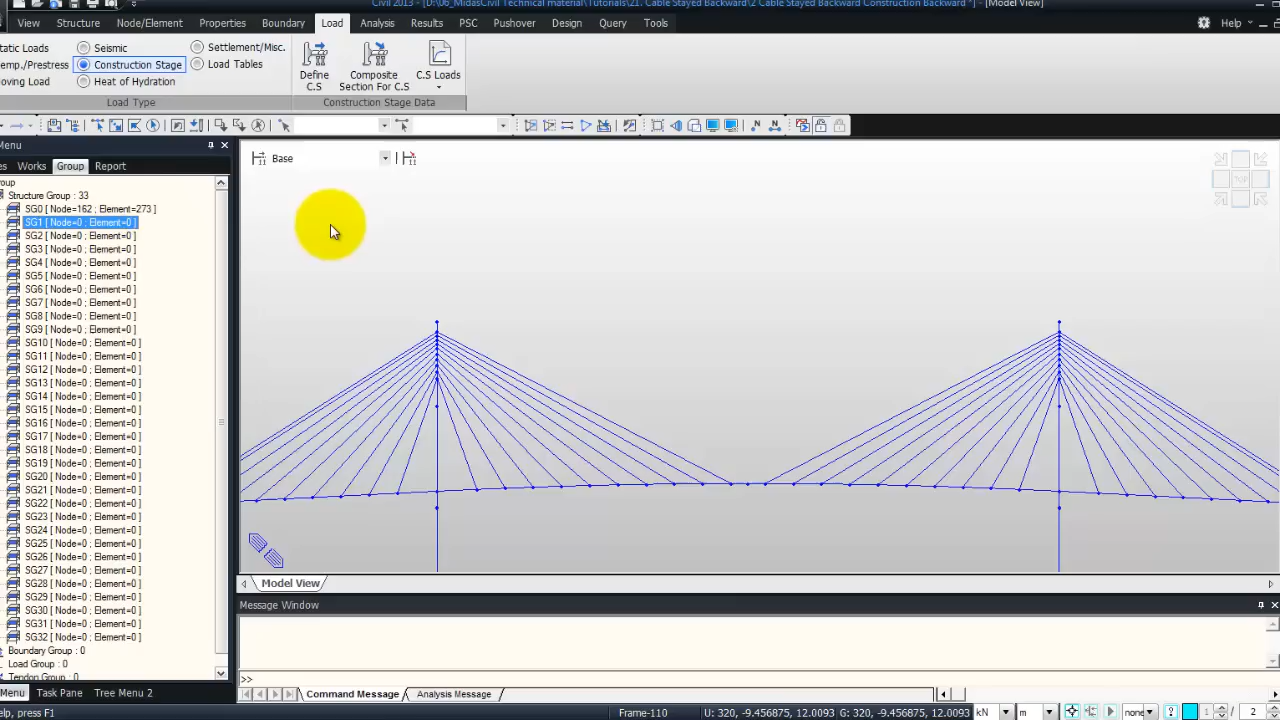 Civil 2013 - [D:\06_MidasCivil Technical material\Tutorials\21. Cable Stayed Backward\2 Cable Stayed Backward Construction Backward *] - [Model View]
View Structure Node/Element Properties Boundary Load Analysis Results PSC Pushover Design Query Tools Help
tatic Loads Seismic Settlement/Misc.
emp./Prestress Construction Stage Load Tables
oving Load Heat of Hydration
Define C.S
Composite Section For C.S
C.S Loads
Load Type Construction Stage Data
Menu
es Works Group Report
Base
roup
Structure Group : 33
SG0 [ Node=162 ; Element=273 ]
SG1 [ Node=0 ; Element=0 ]
SG2 [ Node=0 ; Element=0 ]
SG3 [ Node=0 ; Element=0 ]
SG4 [ Node=0 ; Element=0 ]
SG5 [ Node=0 ; Element=0 ]
SG6 [ Node=0 ; Element=0 ]
SG7 [ Node=0 ; Element=0 ]
SG8 [ Node=0 ; Element=0 ]
SG9 [ Node=0 ; Element=0 ]
SG10 [ Node=0 ; Element=0 ]
SG11 [ Node=0 ; Element=0 ]
SG12 [ Node=0 ; Element=0 ]
SG13 [ Node=0 ; Element=0 ]
SG14 [ Node=0 ; Element=0 ]
SG15 [ Node=0 ; Element=0 ]
SG16 [ Node=0 ; Element=0 ]
SG17 [ Node=0 ; Element=0 ]
SG18 [ Node=0 ; Element=0 ]
SG19 [ Node=0 ; Element=0 ]
SG20 [ Node=0 ; Element=0 ]
SG21 [ Node=0 ; Element=0 ]
SG22 [ Node=0 ; Element=0 ]
SG23 [ Node=0 ; Element=0 ]
SG24 [ Node=0 ; Element=0 ]
SG25 [ Node=0 ; Element=0 ]
SG26 [ Node=0 ; Element=0 ]
SG27 [ Node=0 ; Element=0 ]
SG28 [ Node=0 ; Element=0 ]
SG29 [ Node=0 ; Element=0 ]
SG30 [ Node=0 ; Element=0 ]
SG31 [ Node=0 ; Element=0 ]
SG32 [ Node=0 ; Element=0 ]
Boundary Group : 0
Load Group : 0
Tendon Group : 0
TOP
Model View
Message Window
>>
Menu Task Pane Tree Menu 2
Command Message Analysis Message
elp, press F1 Frame-110 U: 320, -9.456875, 12.0093 G: 320, -9.456875, 12.0093 kN m none 1 2